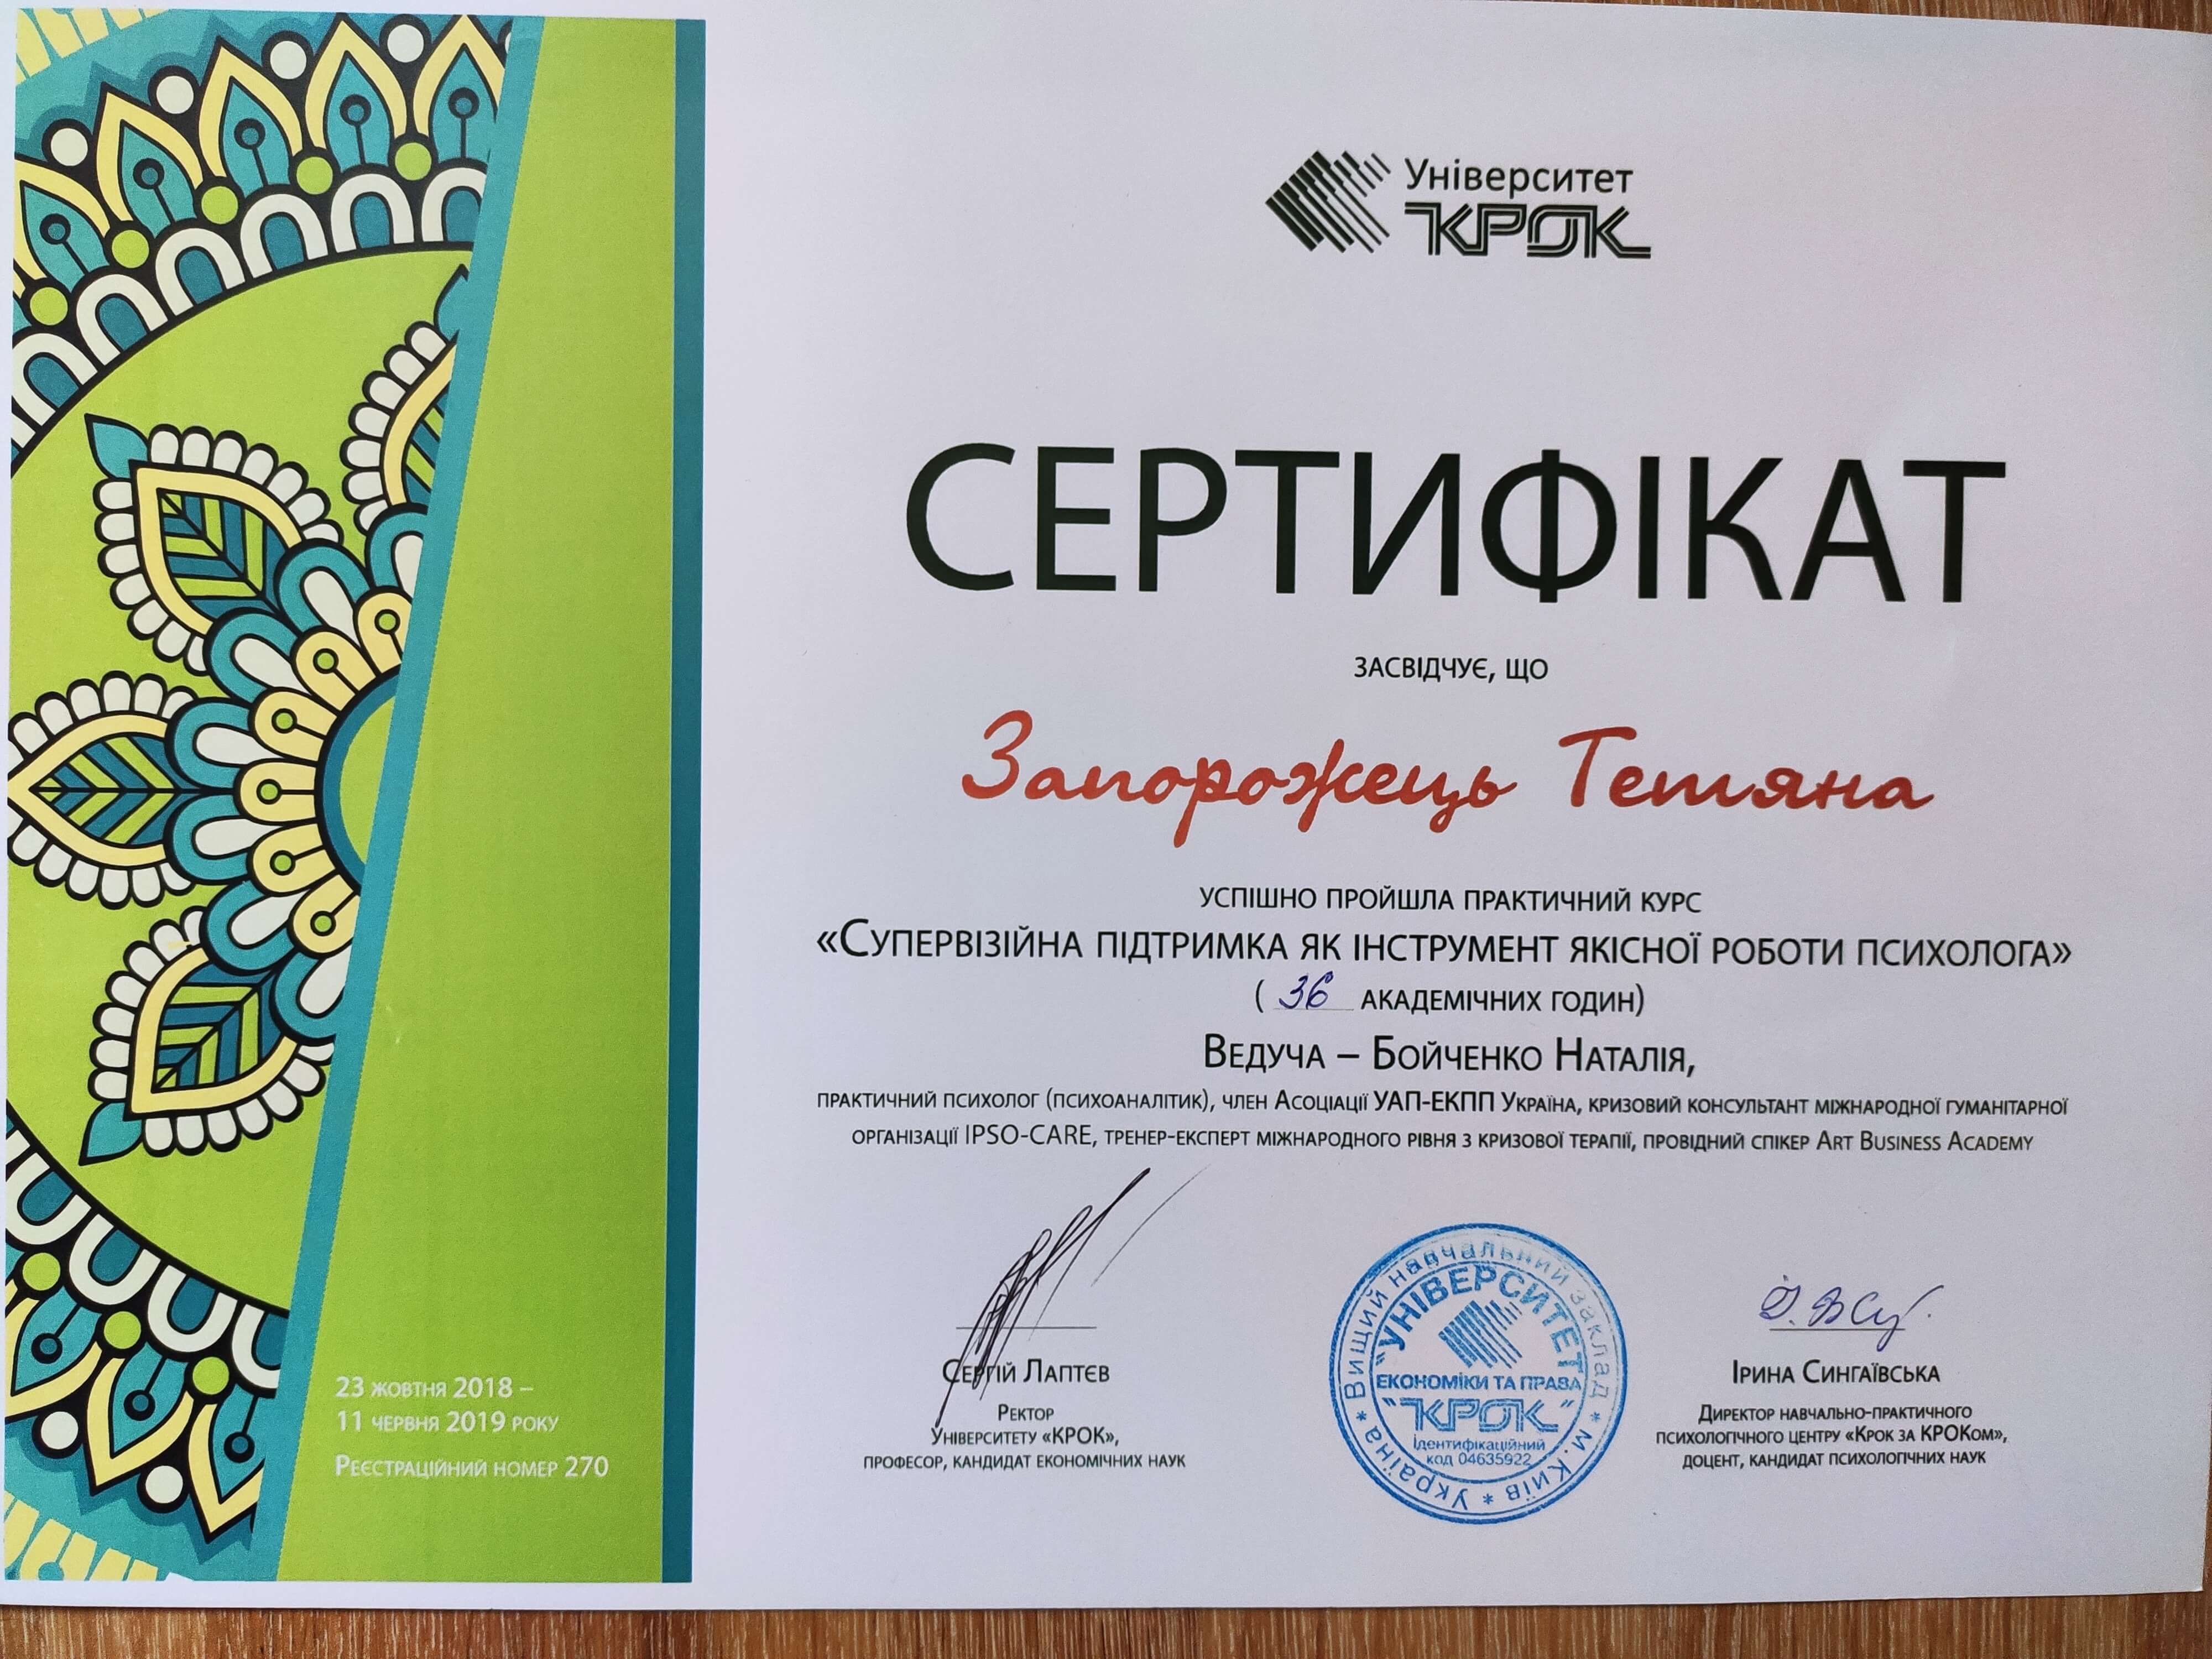 Університет
КРОК
СЕРТИФІКАТ
ЗАСВІДЧУЄ, ЩО
Запорожець Тетяна
УСПІШНО ПРОЙШЛА ПРАКТИЧНИЙ КУРС
«СУПЕРВІЗІЙНА ПІДТРИМКА ЯК ІНСТРУМЕНТ ЯКІСНОЇ РОБОТИ ПСИХОЛОГА»
( 36 АКАДЕМІЧНИХ ГОДИН)
ВЕДУЧА – БОЙЧЕНКО НАТАЛІЯ,
ПРАКТИЧНИЙ ПСИХОЛОГ (ПСИХОАНАЛІТИК), ЧЛЕН АСОЦІАЦІЇ УАП-ЕКПП УКРАЇНА, КРИЗОВИЙ КОНСУЛЬТАНТ МІЖНАРОДНОЇ ГУМАНІТАРНОЇ
ОРГАНІЗАЦІЇ IPSO-CARE, ТРЕНЕР-ЕКСПЕРТ МІЖНАРОДНОГО РІВНЯ З КРИЗОВОЇ ТЕРАПІЇ, ПРОВІДНИЙ СПІКЕР ART BUSINESS ACADEMY
СЕРГІЙ ЛАПТЄВ
РЕКТОР
УНІВЕРСИТЕТУ «КРОК»,
ПРОФЕСОР, КАНДИДАТ ЕКОНОМІЧНИХ НАУК
Україна * Вищий навчальний заклад * м. Київ *
"УНІВЕРСИТЕТ
ЕКОНОМІКИ ТА ПРАВА
"КРОК"
Ідентифікаційний
код 04635922
ІРИНА СИНГАЇВСЬКА
ДИРЕКТОР НАВЧАЛЬНО-ПРАКТИЧНОГО
ПСИХОЛОГІЧНОГО ЦЕНТРУ «КРОК ЗА КРОКОМ»,
ДОЦЕНТ, КАНДИДАТ ПСИХОЛОГІЧНИХ НАУК
23 ЖОВТНЯ 2018 –
11 ЧЕРВНЯ 2019 РОКУ
РЕЄСТРАЦІЙНИЙ НОМЕР 270